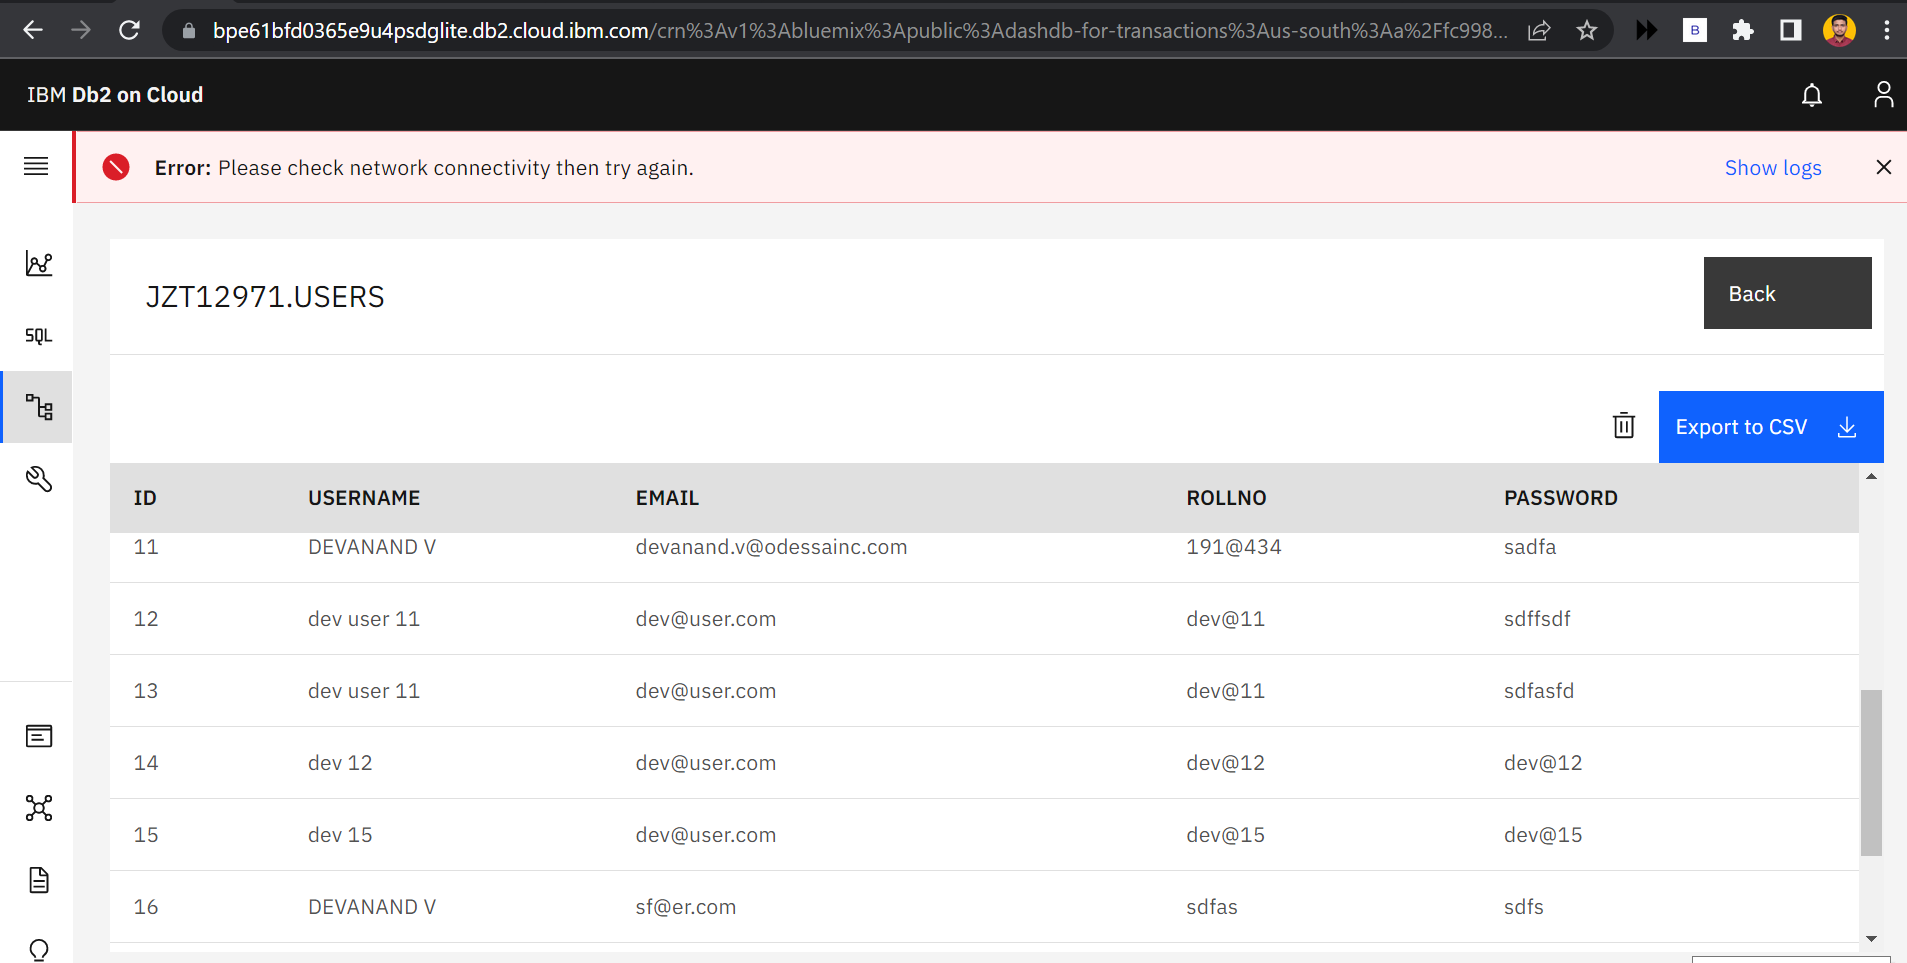 bpe61bfd0365e9u4psdglite.db2.cloud.ibm.com/crn%3Av1%3Abluemix%3Apublic%3Adashdb-for-transactions%3Aus-south%3Aa%2Ffc998...
B
IBM Db2 on Cloud
Error: Please check network connectivity then try again.
Show logs
JZT12971.USERS
Back
SQL
Export to CSV
ID USERNAME EMAIL ROLLNO PASSWORD
11 DEVANAND V devanand.v@odessainc.com 191@434 sadfa
12 dev user 11 dev@user.com dev@11 sdffsdf
13 dev user 11 dev@user.com dev@11 sdfasfd
14 dev 12 dev@user.com dev@12 dev@12
15 dev 15 dev@user.com dev@15 dev@15
16 DEVANAND V sf@er.com sdfas sdfs